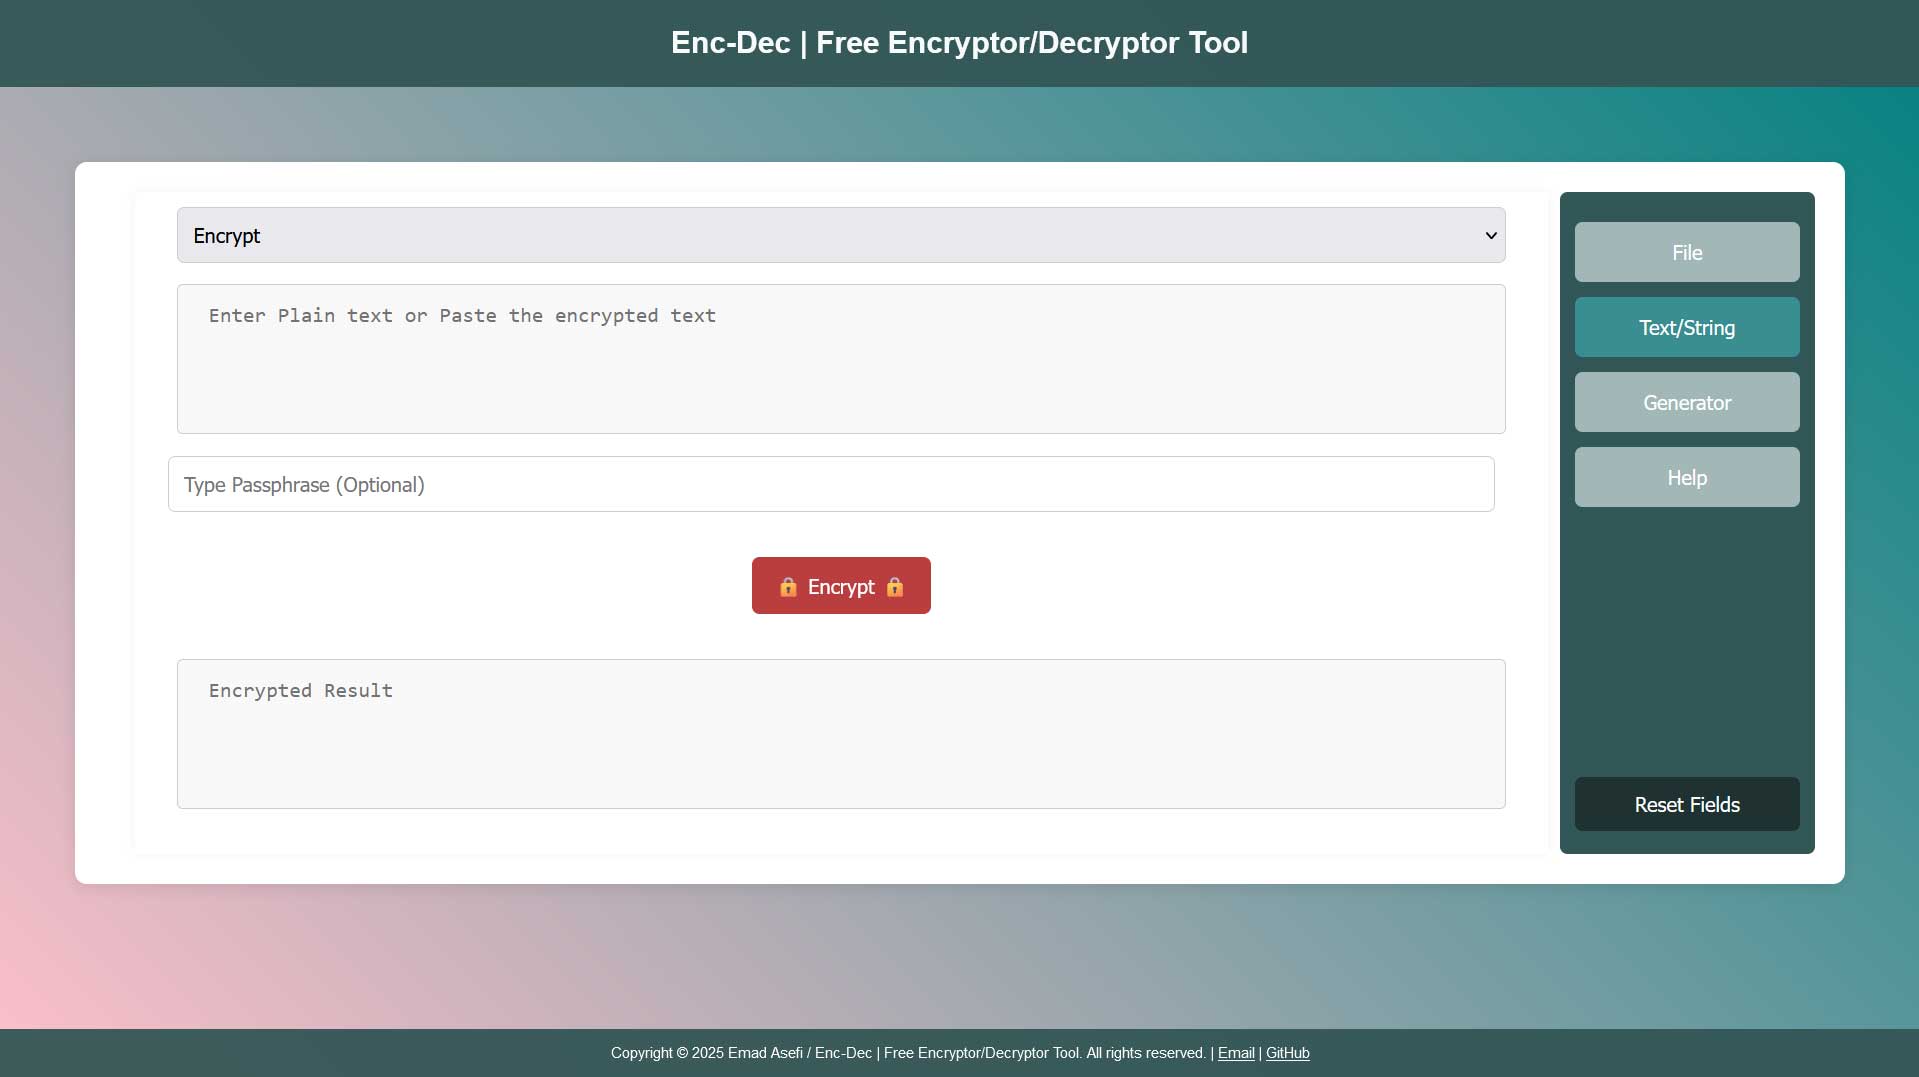 Enc-Dec | Free Encryptor/Decryptor Tool
Encrypt
Enter Plain text or Paste the encrypted text
Type Passphrase (Optional)
🔒 Encrypt 🔒
Encrypted Result
File
Text/String
Generator
Help
Reset Fields
Copyright © 2025 Emad Asefi / Enc-Dec | Free Encryptor/Decryptor Tool. All rights reserved. | Email | GitHub